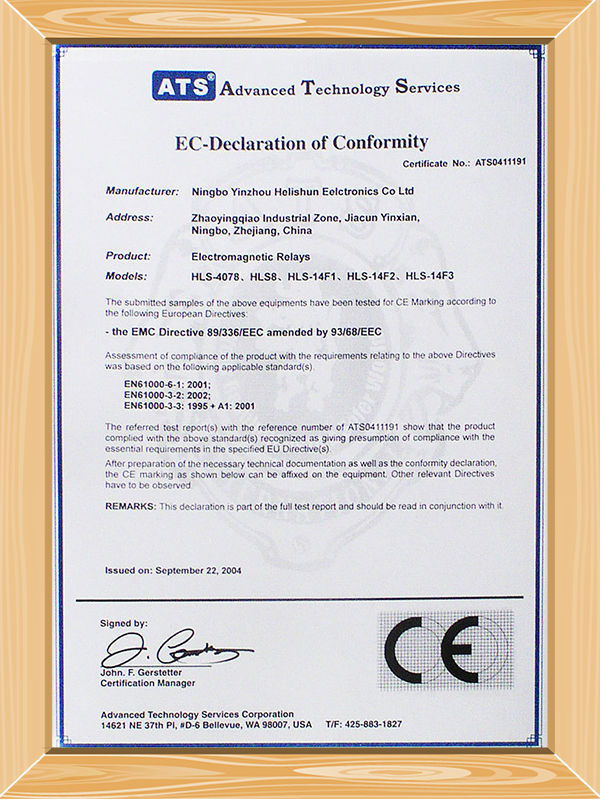 ATS® Advanced Technology Services
EC-Declaration of Conformity
Certificate No.: ATS0411191
Manufacturer: Ningbo Yinzhou Helishun Eelctronics Co Ltd
Address: Zhaoyingqiao Industrial Zone, Jiacun Yinxian,
Ningbo, Zhejiang, China
Product: Electromagnetic Relays
Models: HLS-4078、HLS8、HLS-14F1、HLS-14F2、HLS-14F3
The submitted samples of the above equipments have been tested for CE Marking according to
the following European Directives:
- the EMC Directive 89/336/EEC amended by 93/68/EEC
Assessment of compliance of the product with the requirements relating to the above Directives
was based on the following applicable standard(s).
EN61000-6-1: 2001;
EN61000-3-2: 2002;
EN61000-3-3: 1995 + A1: 2001
The referred test report(s) with the reference number of ATS0411191 show that the product
complied with the above standard(s) recognized as giving presumption of compliance with the
essential requirements in the specified EU Directive(s).
After preparation of the necessary technical documentation as well as the conformity declaration,
the CE marking as shown below can be affixed on the equipment. Other relevant Directives
have to be observed.
REMARKS: This declaration is part of the full test report and should be read in conjunction with it.
Issued on: September 22, 2004
Signed by:
John. F. Gerstetter
Certification Manager
CE
Advanced Technology Services Corporation
14621 NE 37th Pl, #D-6 Bellevue, WA 98007, USA T/F: 425-883-1827